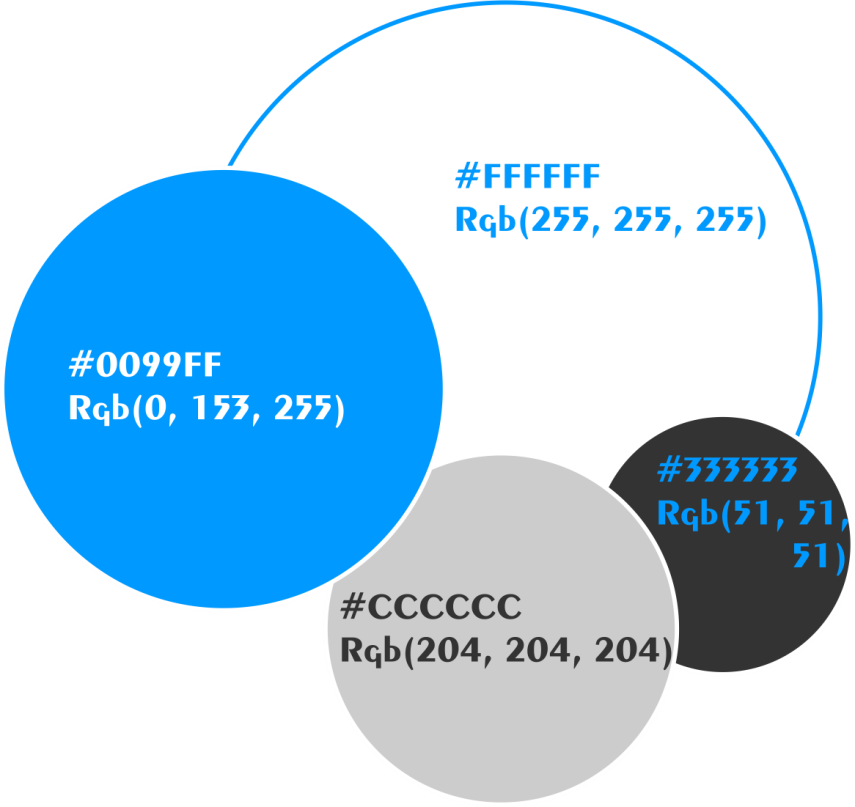 #FFFFFF
Rgb(255, 255, 255)
#0099FF
Rgb(0, 153, 255)
#333333
Rgb(51, 51,
51)
#CCCCCC
Rgb(204, 204, 204)